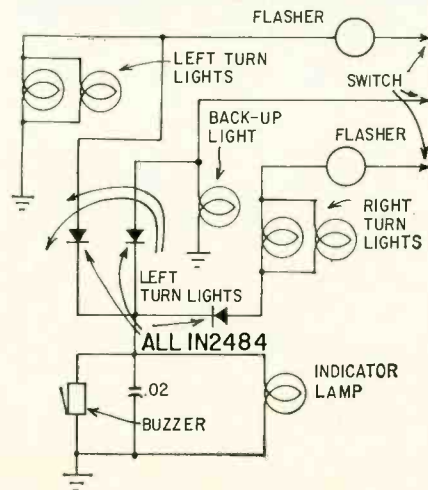 FLASHER
LEFT TURN
LIGHTS
SWITCH
BACK-UP
LIGHT
FLASHER
RIGHT
TURN
LIGHTS
LEFT
TURN LIGHTS
ALL IN2484
.02
INDICATOR
LAMP
BUZZER